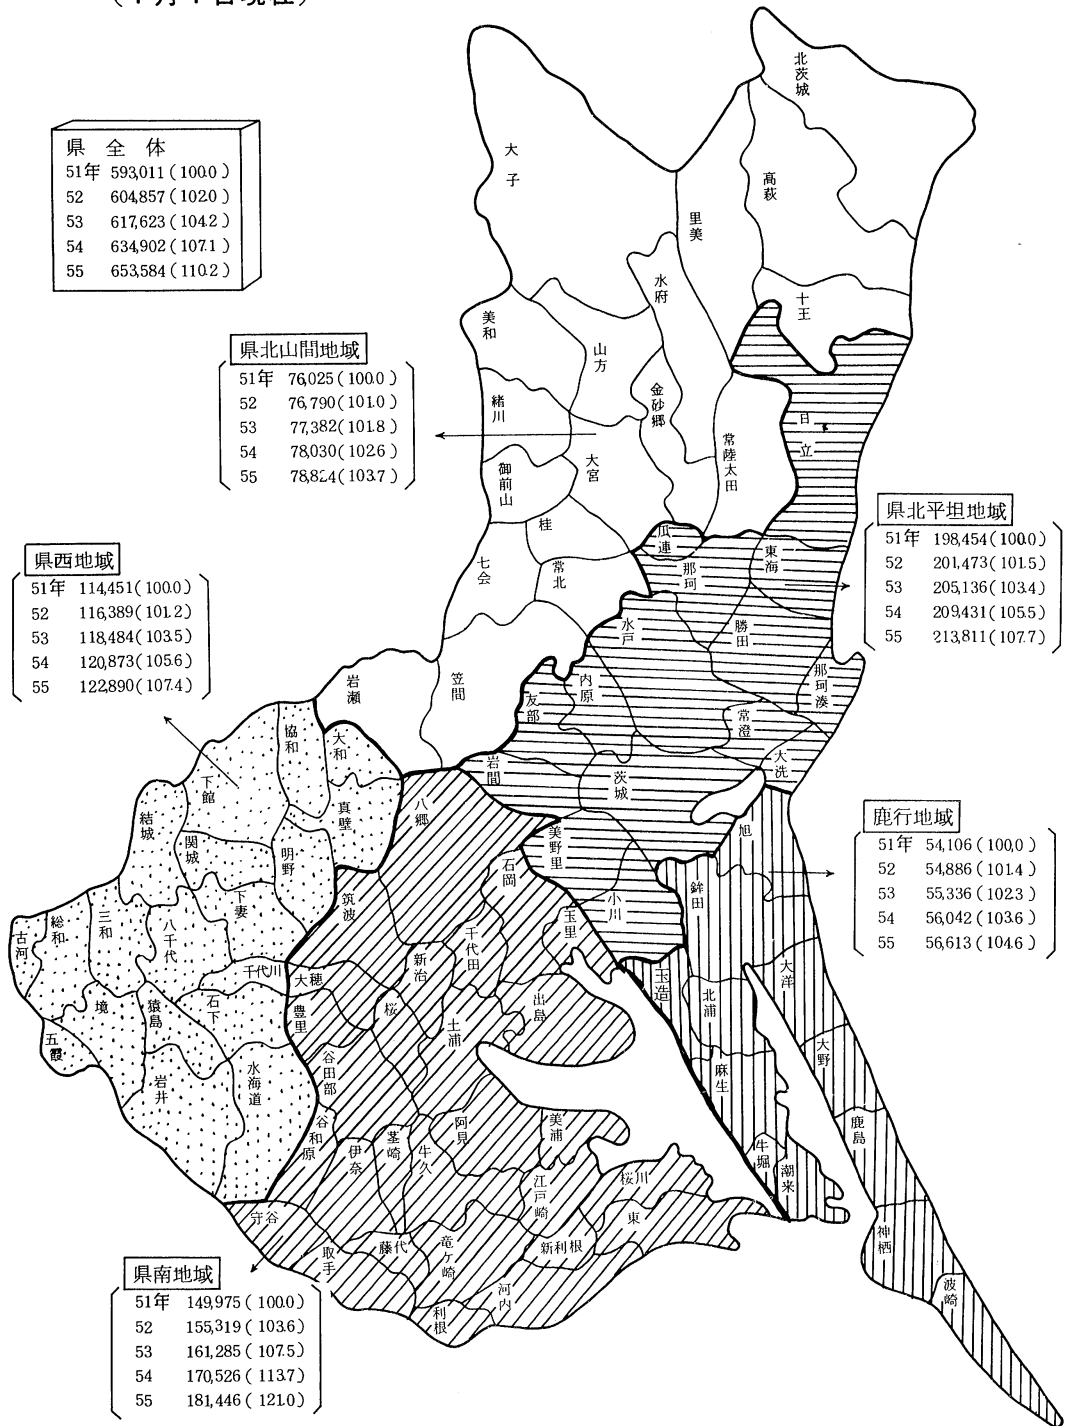 県全体
51年 593,011(100.0)
52 604,857(102.0)
53 617,623(104.2)
54 634,902(107.1)
55 653,584(110.2)
県北山間地域
51年 76,025(100.0)
52 76,790(101.0)
53 77,382(101.8)
54 78,030(102.6)
55 78,824(103.7)
県北平坦地域
51年 198,454(100.0)
52 201,473(101.5)
53 205,136(103.4)
54 209,431(105.5)
55 213,811(107.7)
県西地域
51年 114,451(100.0)
52 116,389(101.2)
53 118,484(103.5)
54 120,873(105.6)
55 122,890(107.4)
鹿行地域
51年 54,106(100.0)
52 54,886(101.4)
53 55,336(102.3)
54 56,042(103.6)
55 56,613(104.6)
県南地域
51年 149,975(100.0)
52 155,319(103.6)
53 161,285(107.5)
54 170,526(113.7)
55 181,446(121.0)
北茨城
大子
高萩
里美
水府
十王
美和
山方
金砂郷
緒川
日立
常陸太田
大宮
御前山
桂
瓜連
東海
那珂
七会
常北
水戸
勝田
那珂湊
岩瀬
笠間
内原
友部
常澄
大洗
協和
大和
岩間
茨城
下館
真壁
八郷
結城
関城
明野
美野里
旭
石岡
鉾田
筑波
小川
下妻
玉里
古河
総和
三和
八千代
千代田
新治
千代川
大穂
玉造
大洋
北浦
出島
桜
豊里
石下
猿島
境
土浦
五霞
大野
谷田部
麻生
岩井
水海道
谷和原
阿見
美浦
鹿島
茎崎
伊奈
牛久
牛堀
潮来
桜川
江戸崎
東
守谷
新利根
藤代
竜ケ崎
取手
神栖
河内
利根
波崎